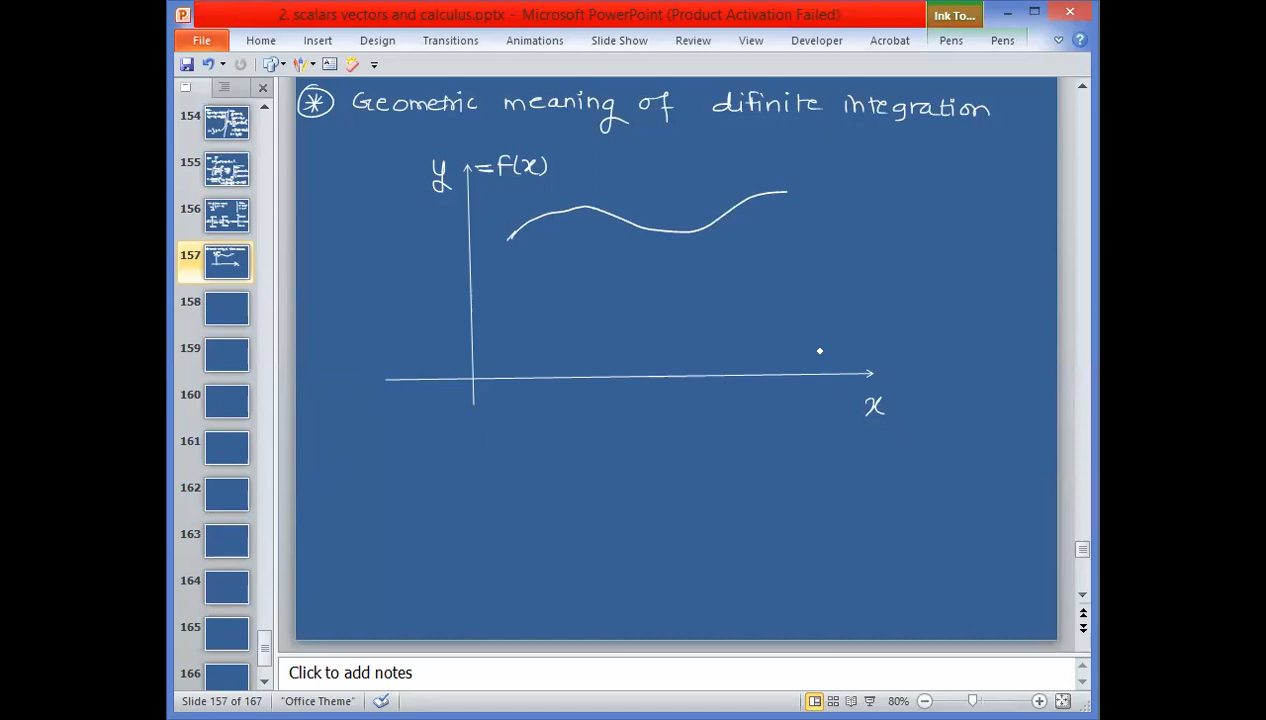 2. scalars vectors and calculus.pptx - Microsoft PowerPoint (Product Activation Failed)
Ink To...
File Home Insert Design Transitions Animations Slide Show Review View Developer Acrobat Pens Pens
154
155
156
157
158
159
160
161
162
163
164
165
166
Geometric meaning of difinite integration
y = f(x)
x
Click to add notes
Slide 157 of 167 "Office Theme" 80%